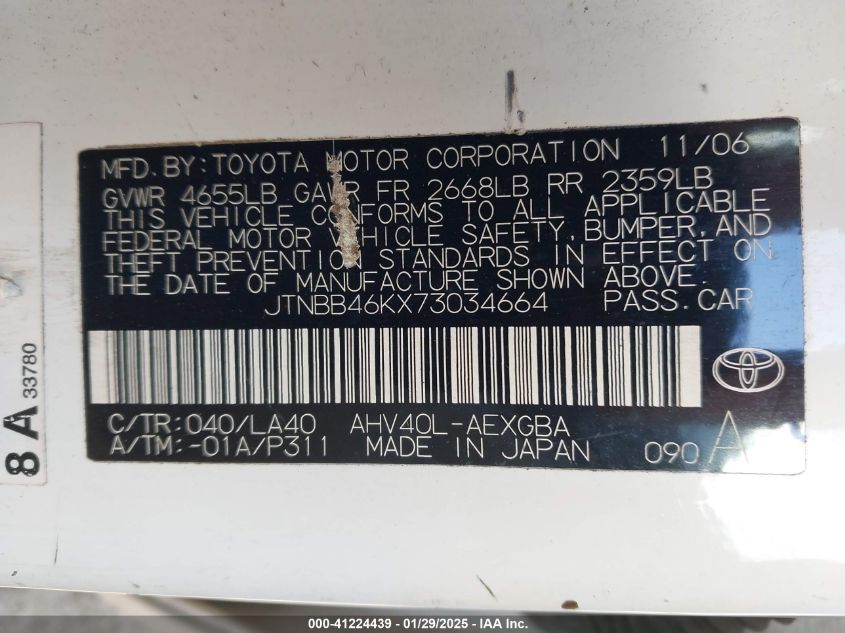 MFD. BY: TOYOTA MOTOR CORPORATION 11/06
GVWR 4655LB GAWR FR 2668LB RR 2359LB
THIS VEHICLE CONFORMS TO ALL APPLICABLE
FEDERAL MOTOR VEHICLE SAFETY, BUMPER, AND
THEFT PREVENTION STANDARDS IN EFFECT ON
THE DATE OF MANUFACTURE SHOWN ABOVE.
JTNBB46KX73034664 PASS. CAR
C/TR: 040/LA40 AHV40L-AEXGBA
A/TM: -01A/P311 MADE IN JAPAN 090 A
8 A 33780
000-41224439 - 01/29/2025 - IAA Inc.